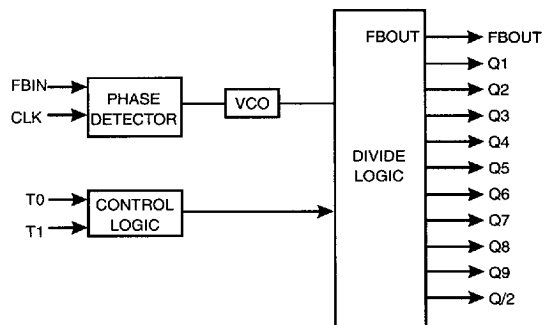 FBOUT
FBOUT
Q1
FBIN
PHASE
DETECTOR
VCO
Q2
CLK
Q3
Q4
DIVIDE
LOGIC
Q5
T0
CONTROL
LOGIC
Q6
T1
Q7
Q8
Q9
Q/2